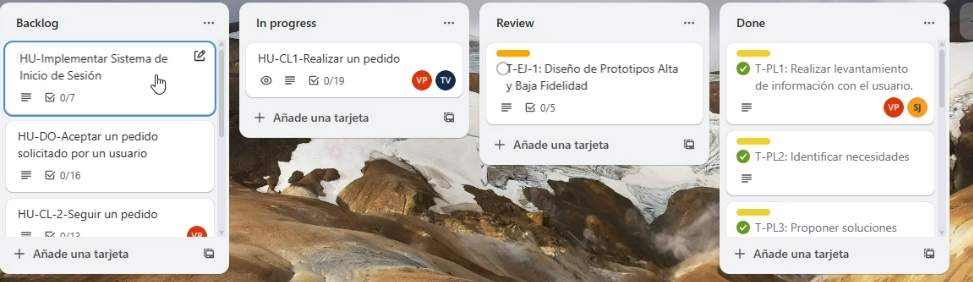 Backlog
HU-Implementar Sistema de
Inicio de Sesión
0/7
HU-DO-Aceptar un pedido
solicitado por un usuario
0/16
HU-CL-2-Seguir un pedido
VP
Añade una tarjeta
In progress
HU-CL1-Realizar un pedido
0/19
VP
TV
Añade una tarjeta
Review
T-EJ-1: Diseño de Prototipos Alta
y Baja Fidelidad
0/5
Añade una tarjeta
Done
T-PL1: Realizar levantamiento
de información con el usuario.
VP
SJ
T-PL2: Identificar necesidades
T-PL3: Proponer soluciones
Añade una tarjeta